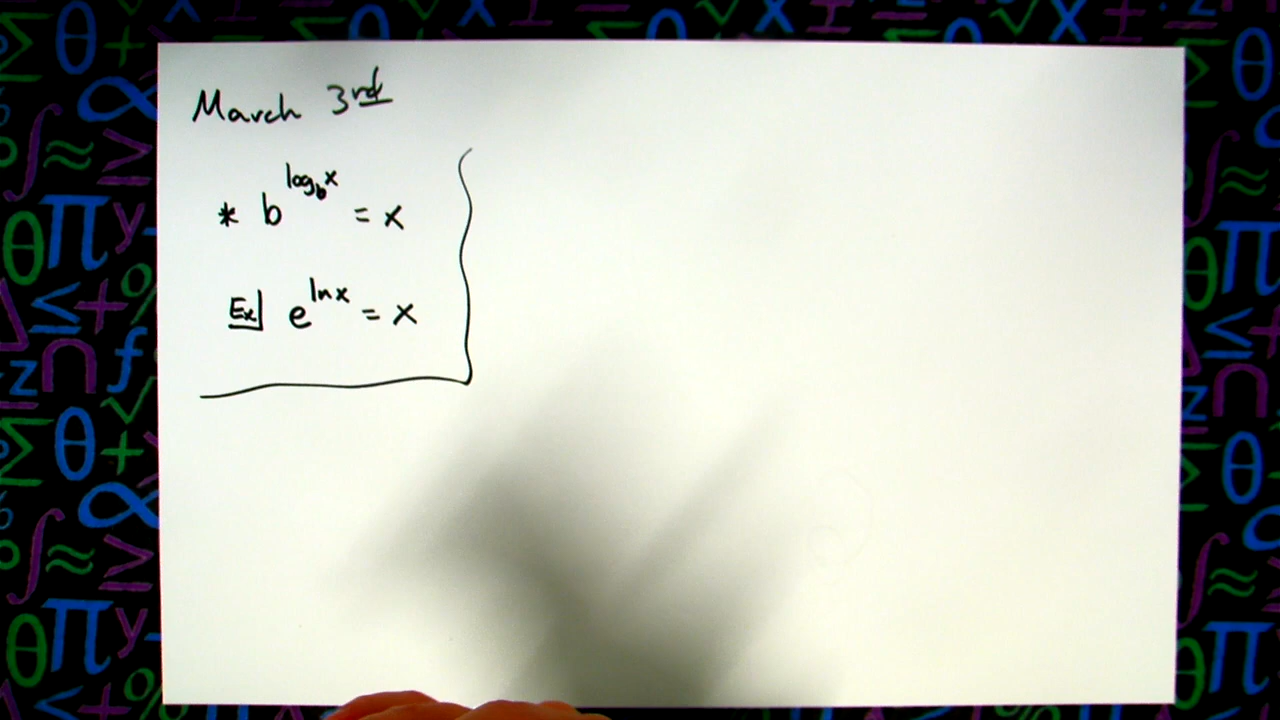 March 3rd
* b^{log_b x} = x
Ex] e^{ln x} = x